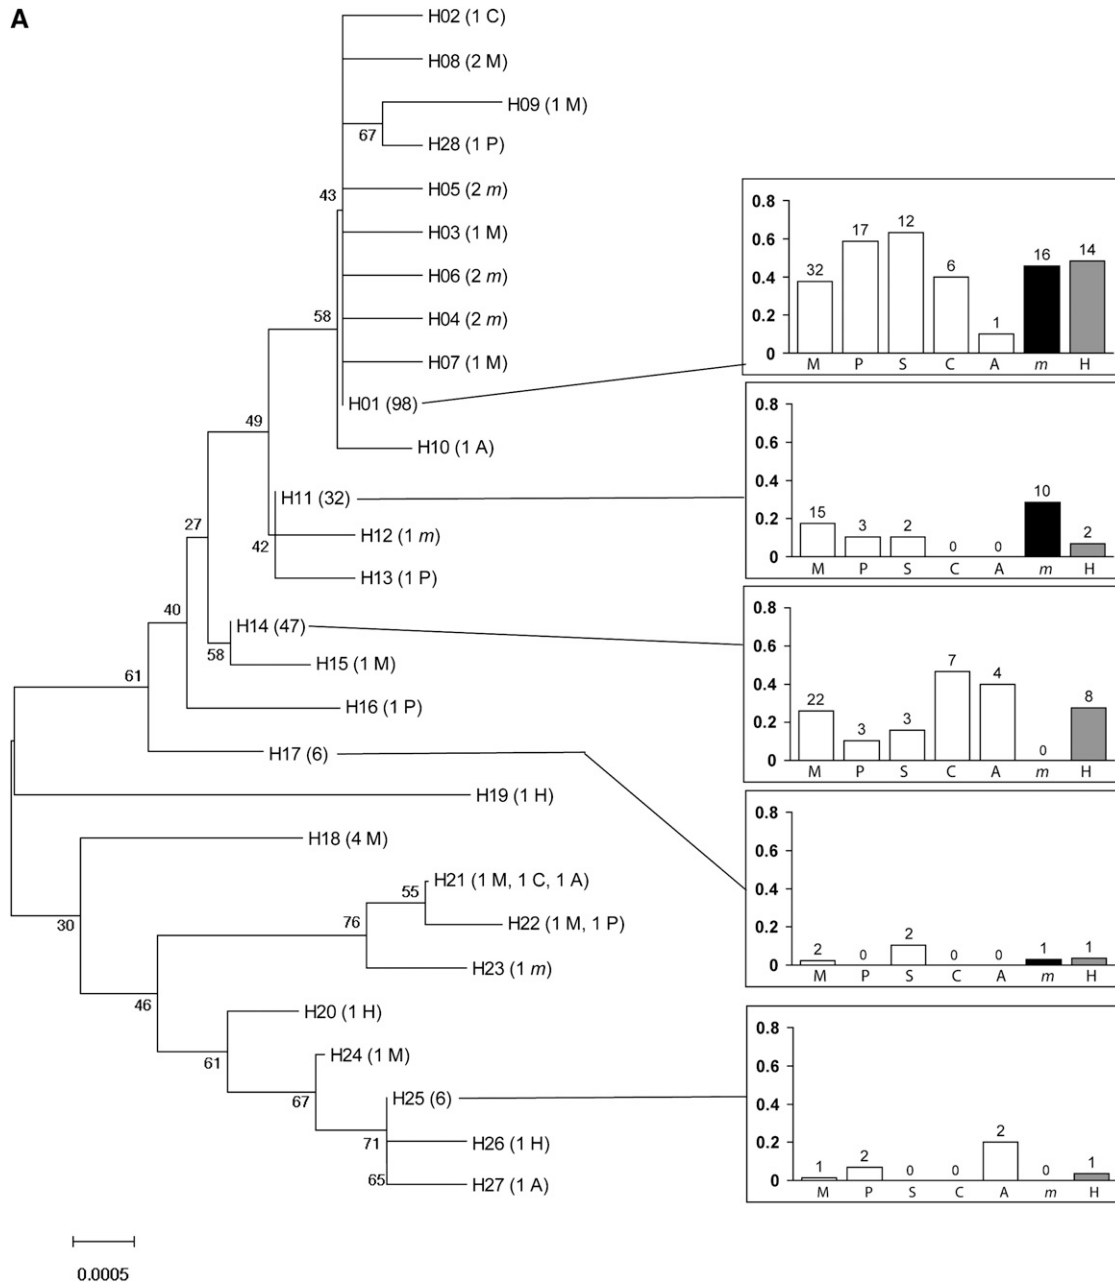 A
H02 (1 C)
H08 (2 M)
H09 (1 M)
67
H28 (1 P)
43
H05 (2 m)
H03 (1 M)
H06 (2 m)
58
H04 (2 m)
H07 (1 M)
H01 (98)
49
H10 (1 A)
H11 (32)
27
H12 (1 m)
42
H13 (1 P)
40
H14 (47)
58
H15 (1 M)
61
H16 (1 P)
H17 (6)
H19 (1 H)
H18 (4 M)
30
55
H21 (1 M, 1 C, 1 A)
76
H22 (1 M, 1 P)
H23 (1 m)
46
H20 (1 H)
61
H24 (1 M)
67
H25 (6)
71
H26 (1 H)
65
H27 (1 A)
0.0005
0.8
0.6
0.4
0.2
0
32 17 12 6 1 16 14
M P S C A m H
0.8
0.6
0.4
0.2
0
15 3 2 0 0 10 2
M P S C A m H
0.8
0.6
0.4
0.2
0
22 3 3 7 4 0 8
M P S C A m H
0.8
0.6
0.4
0.2
0
2 0 2 0 0 1 1
M P S C A m H
0.8
0.6
0.4
0.2
0
1 2 0 0 2 0 1
M P S C A m H